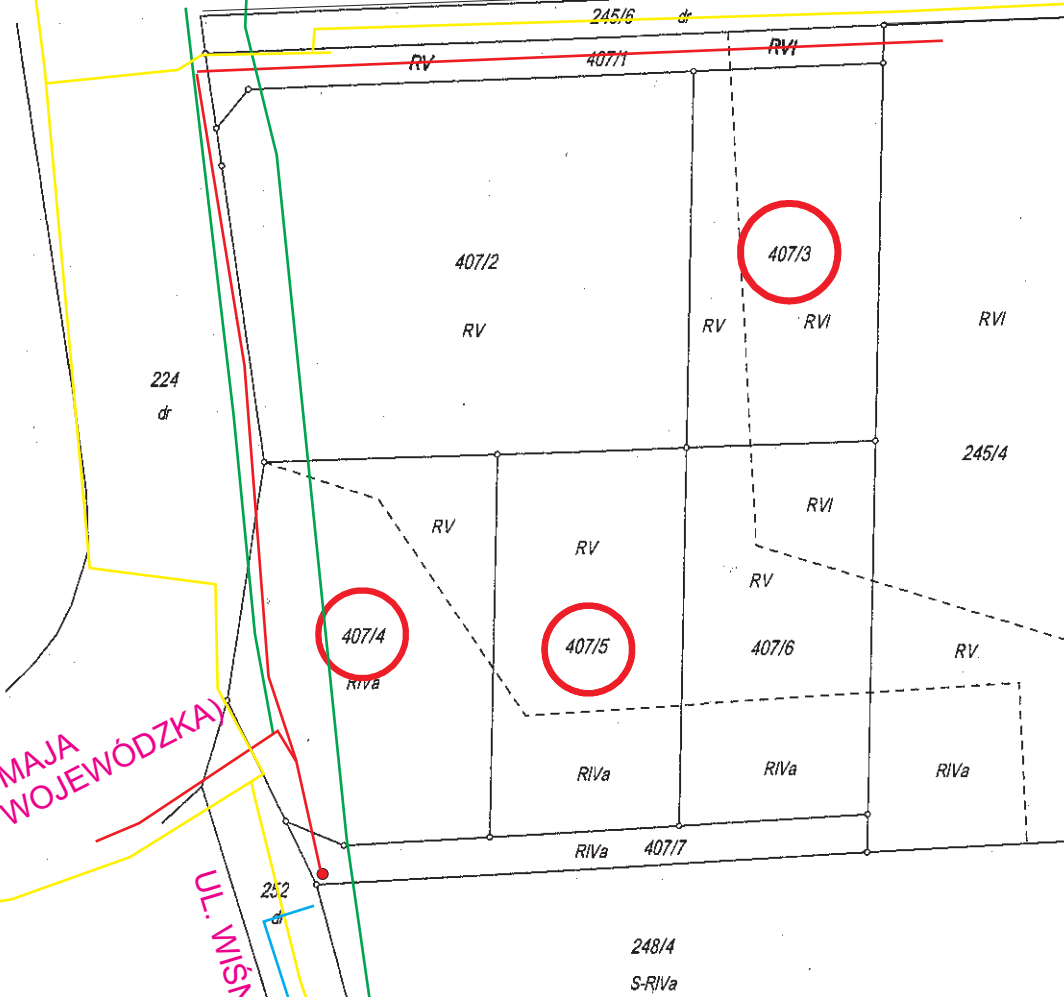 245/6 dr
RV 407/1 RVI
407/2
RV
407/3
RV RVI
RVI
224
dr
245/4
RV
RV
RVI
RV
407/4
RIVa
407/5
407/6
RV
RIVa
RIVa
RIVa
MAJA
WOJEWÓDZKA)
RIVa 407/7
252
dr
UL. WIŚN
248/4
S-RIVa